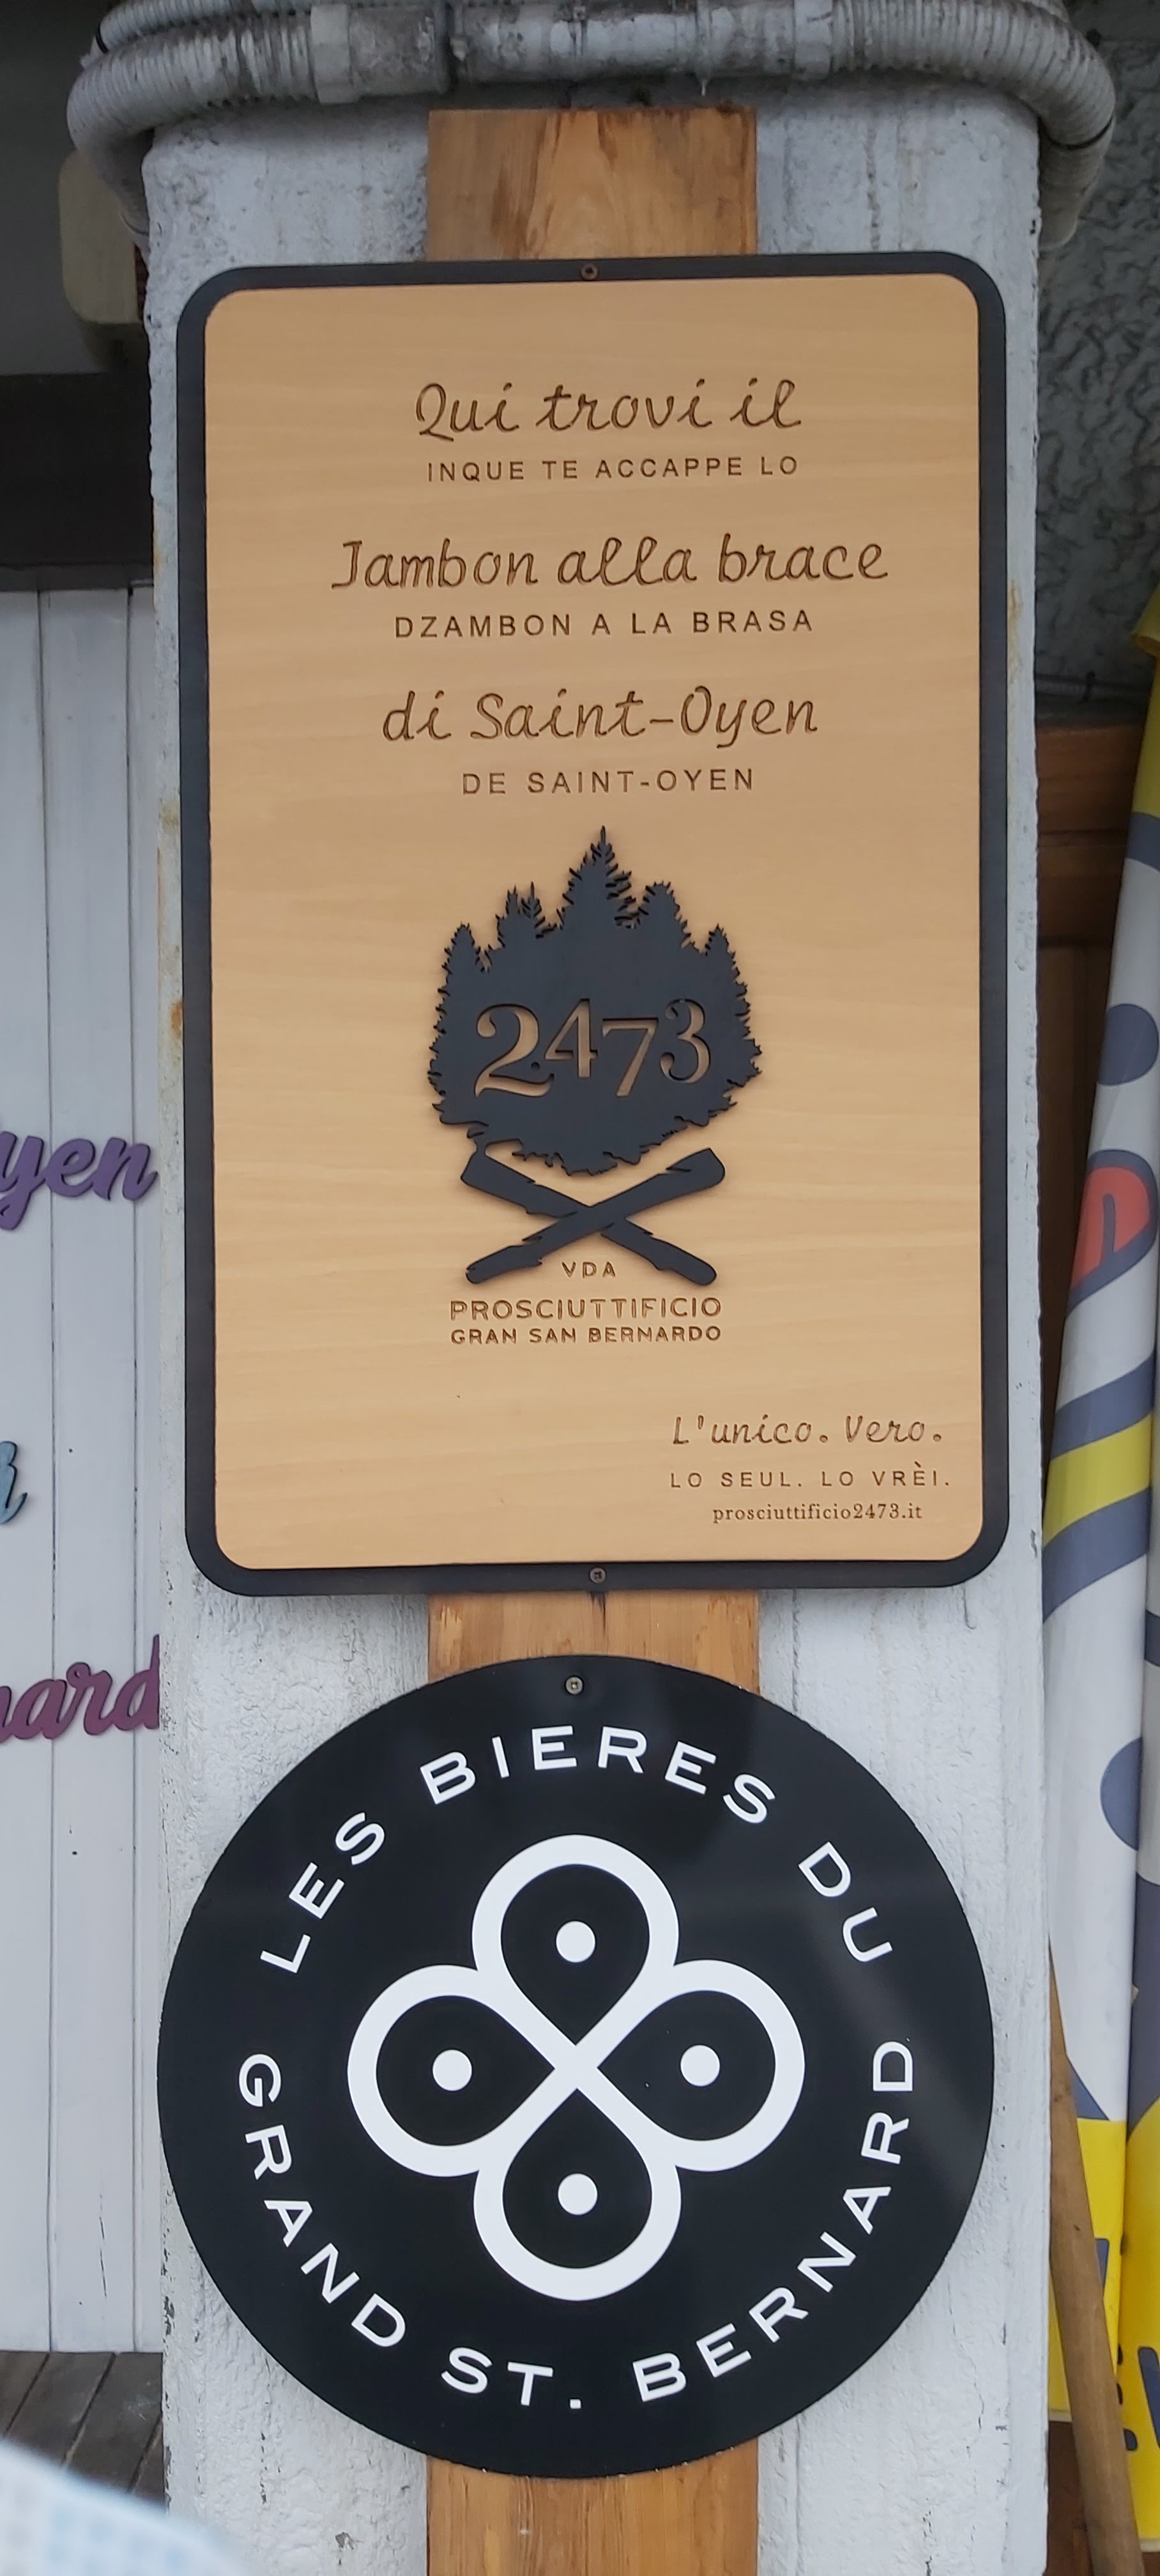 Qui trovi il
INQUE TE ACCAPPE LO
Jambon alla brace
DZAMBON A LA BRASA
di Saint-Oyen
DE SAINT-OYEN
2473
VDA
PROSCIUTTIFICIO
GRAN SAN BERNARDO
L'unico. Vero.
LO SEUL. LO VRÈI.
prosciuttificio2473.it
LES BIERES DU
GRAND ST. BERNARD